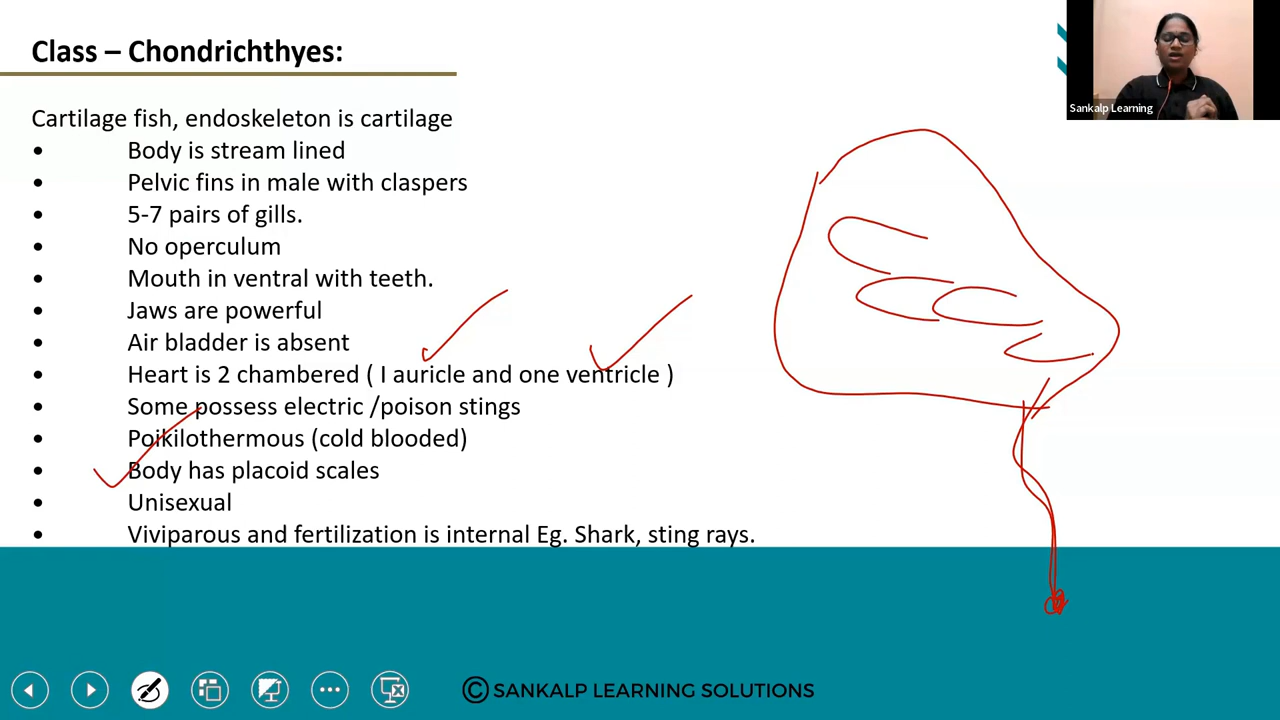 Class – Chondrichthyes:
Sankalp Learning
Cartilage fish, endoskeleton is cartilage
• Body is stream lined
• Pelvic fins in male with claspers
• 5-7 pairs of gills.
• No operculum
• Mouth in ventral with teeth.
• Jaws are powerful
• Air bladder is absent
• Heart is 2 chambered ( I auricle and one ventricle )
• Some possess electric /poison stings
• Poikilothermous (cold blooded)
• Body has placoid scales
• Unisexual
• Viviparous and fertilization is internal Eg. Shark, sting rays.
© SANKALP LEARNING SOLUTIONS